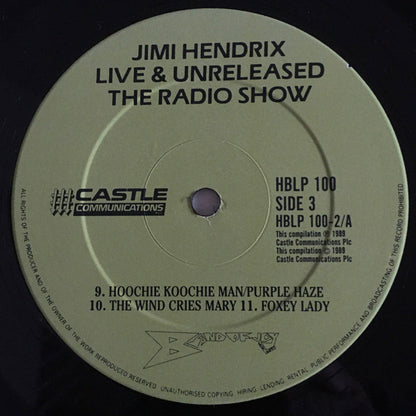 JIMI HENDRIX
LIVE & UNRELEASED
THE RADIO SHOW
CASTLE
COMMUNICATIONS
HBLP 100
SIDE 3
HBLP 100-2/A
This compilation ℗ 1989
Castle Communications Plc
This compilation © 1989
Castle Communications Plc
9. HOOCHIE KOOCHIE MAN/PURPLE HAZE
10. THE WIND CRIES MARY 11. FOXEY LADY
ALL RIGHTS OF THE PRODUCER AND OF THE OWNER OF THE WORK REPRODUCED RESERVED. UNAUTHORISED COPYING, HIRING, LENDING, RENTAL, PUBLIC PERFORMANCE AND BROADCASTING OF THIS RECORD PROHIBITED.